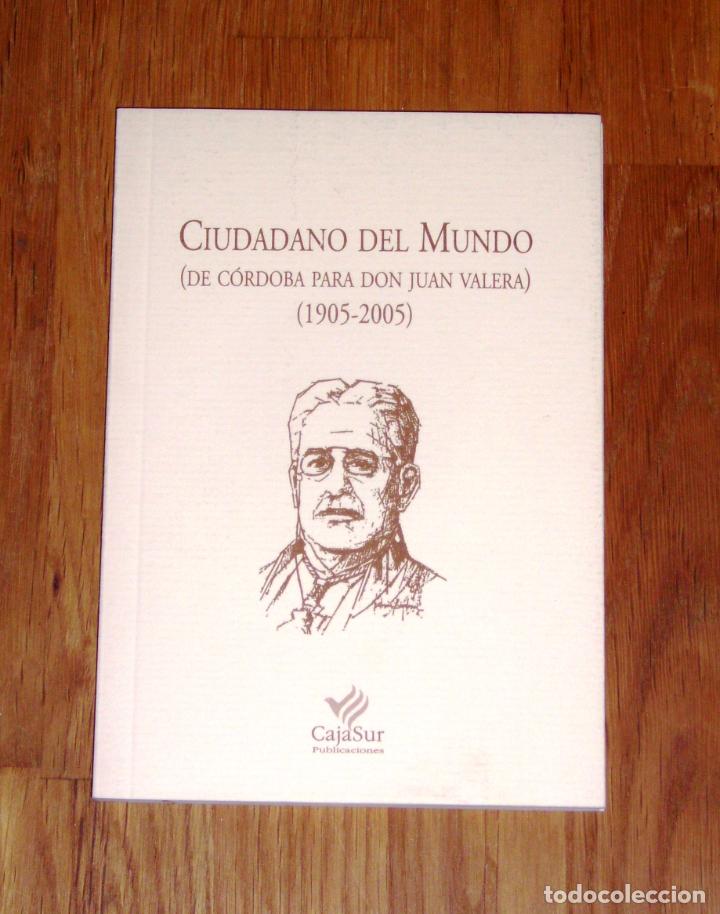 CIUDADANO DEL MUNDO
(DE CÓRDOBA PARA DON JUAN VALERA)
(1905-2005)
CajaSur
Publicaciones
todocoleccion